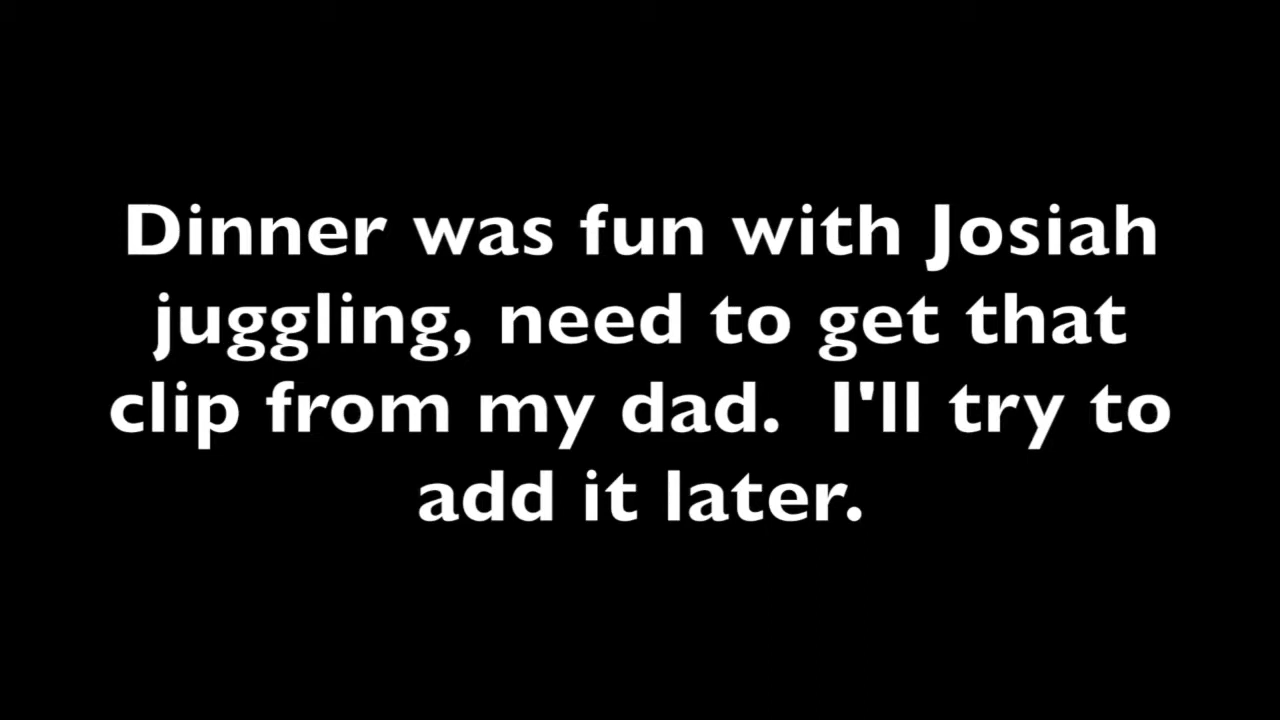 Dinner was fun with Josiah
juggling, need to get that
clip from my dad.  I'll try to
add it later.